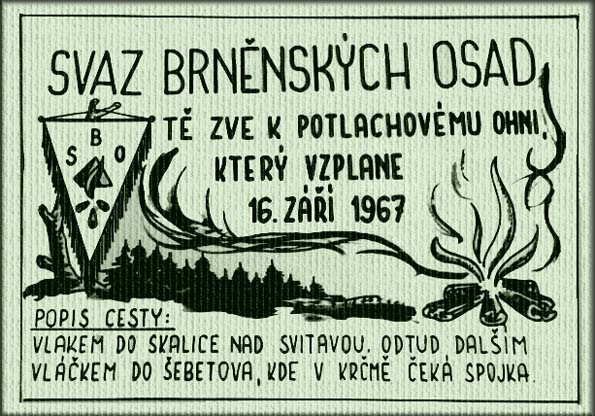 SVAZ BRNĚNSKÝCH OSAD
TĚ ZVE K POTLACHOVÉMU OHNI,
S B O
KTERÝ VZPLANE
16. ZÁŘÍ 1967
POPIS CESTY:
VLAKEM DO SKALICE NAD SVITAVOU. ODTUD DALŠÍM
VLÁČKEM DO ŠEBETOVA, KDE V KRČMĚ ČEKÁ SPOJKA.